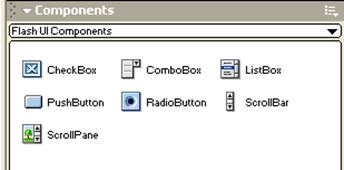 Components
Flash UI Components
CheckBox ComboBox ListBox
PushButton RadioButton ScrollBar
ScrollPane